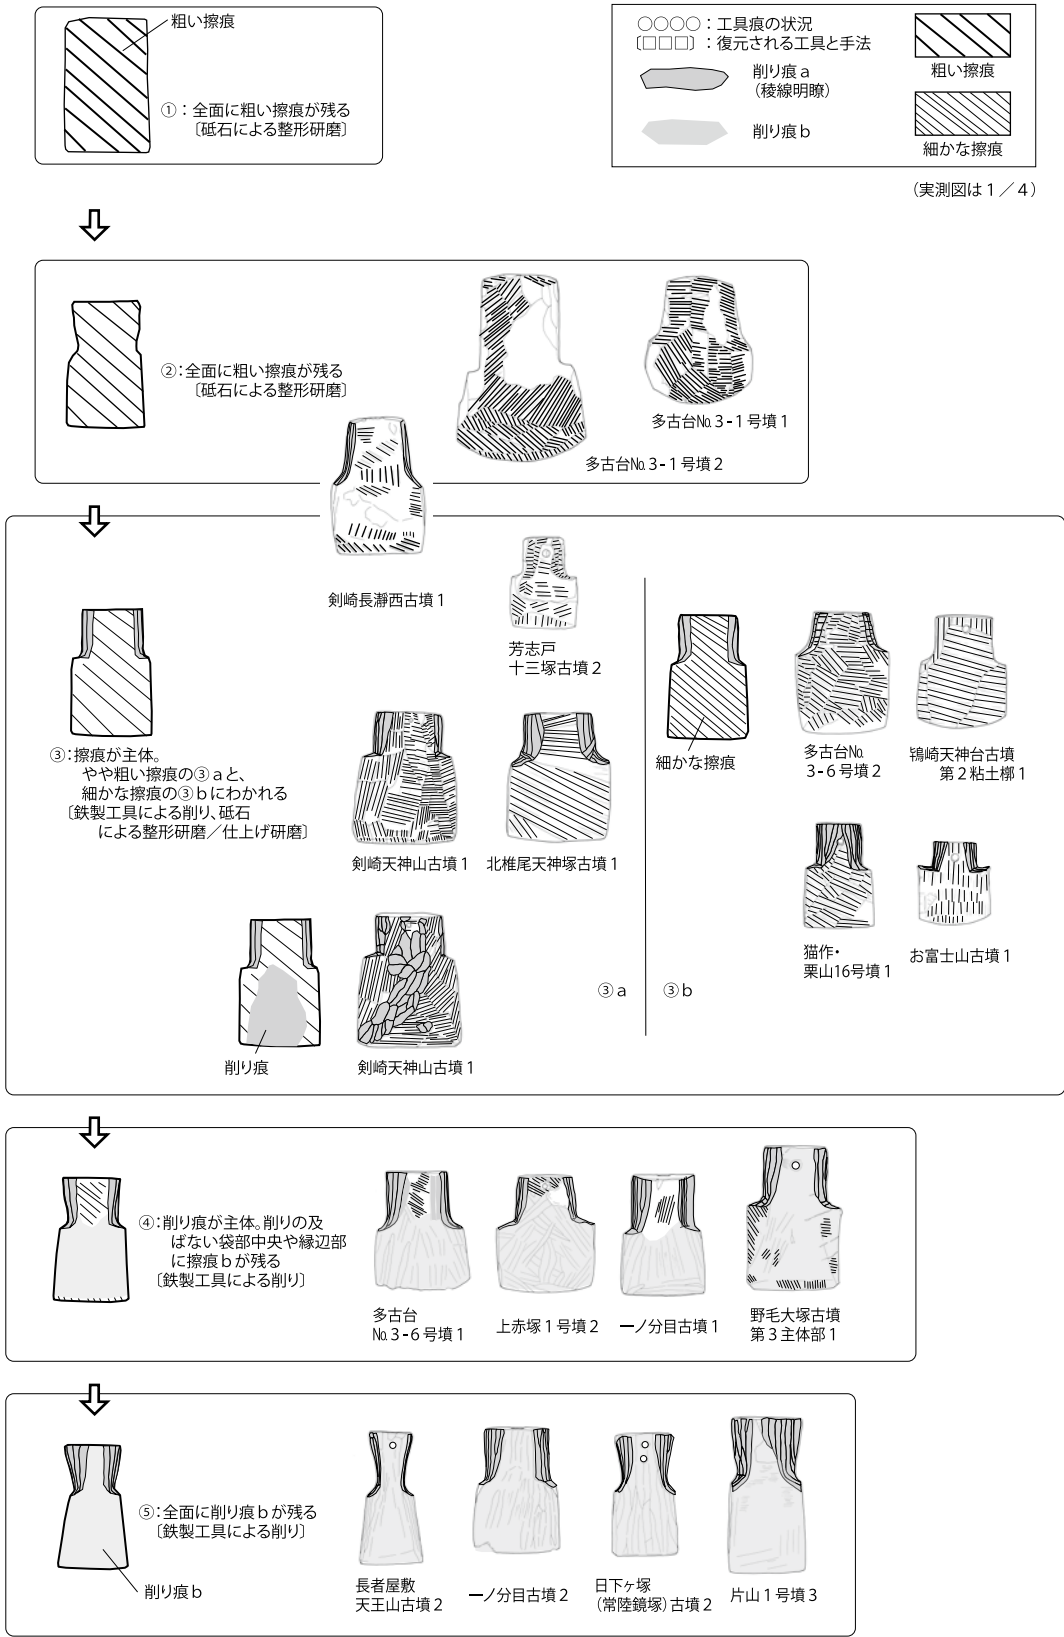 粗い擦痕
①：全面に粗い擦痕が残る
〔砥石による整形研磨〕
○○○○：工具痕の状況
〔□□□〕：復元される工具と手法
削り痕a
（稜線明瞭）
削り痕b
粗い擦痕
細かな擦痕
（実測図は1／4）
②：全面に粗い擦痕が残る
〔砥石による整形研磨〕
多古台No.3-1号墳1
多古台No.3-1号墳2
剣崎長瀞西古墳1
芳志戸
十三塚古墳2
③：擦痕が主体。
やや粗い擦痕の③aと、
細かな擦痕の③bにわかれる
〔鉄製工具による削り、砥石
による整形研磨／仕上げ研磨〕
剣崎天神山古墳1
北椎尾天神塚古墳1
削り痕
剣崎天神山古墳1
③a
③b
細かな擦痕
多古台No.
3-6号墳2
鴇崎天神台古墳
第2粘土槨1
猫作・
栗山16号墳1
お富士山古墳1
④：削り痕が主体。削りの及
ばない袋部中央や縁辺部
に擦痕bが残る
〔鉄製工具による削り〕
多古台
No.3-6号墳1
上赤塚1号墳2
一ノ分目古墳1
野毛大塚古墳
第3主体部1
⑤：全面に削り痕bが残る
〔鉄製工具による削り〕
削り痕b
長者屋敷
天王山古墳2
一ノ分目古墳2
日下ヶ塚
（常陸鏡塚）古墳2
片山1号墳3